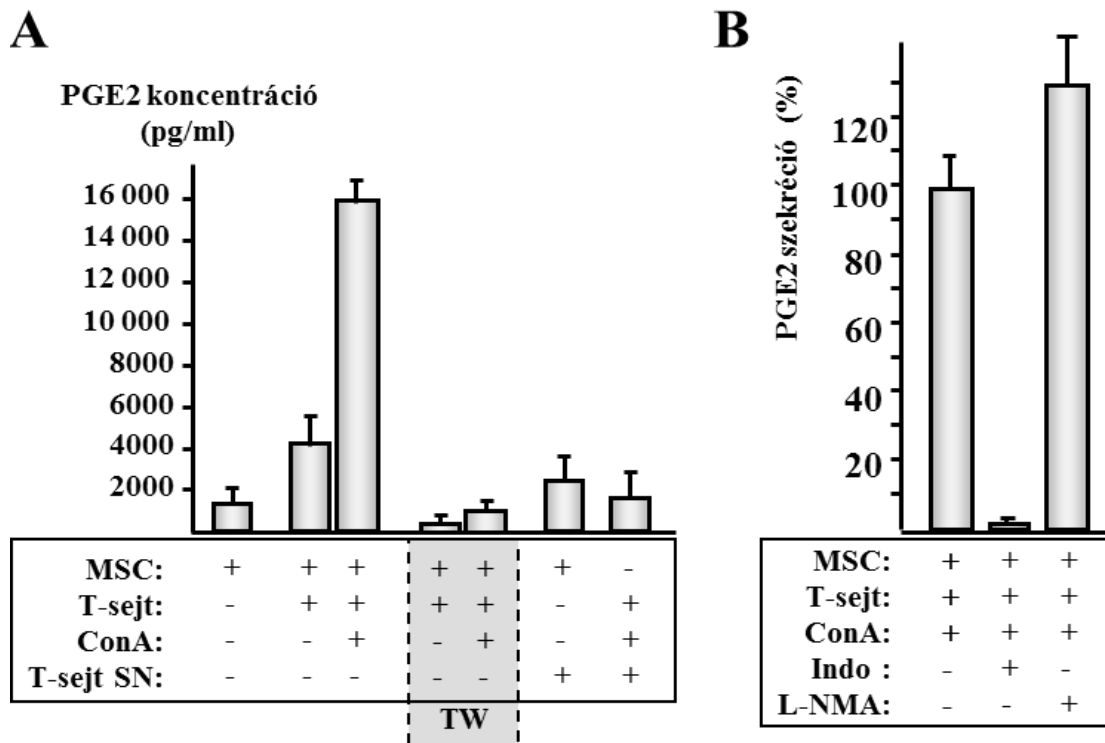 A
PGE2 koncentráció
(pg/ml)
16 000
14 000
12 000
10 000
8000
6000
4000
2000
MSC: + + + + + + -
T-sejt: - + + + + - +
ConA: - - + - + - +
T-sejt SN: - - - - - + +
TW
B
PGE2 szekréció (%)
120
100
80
60
40
20
MSC: + + +
T-sejt: + + +
ConA: + + +
Indo : - + -
L-NMA: - - +